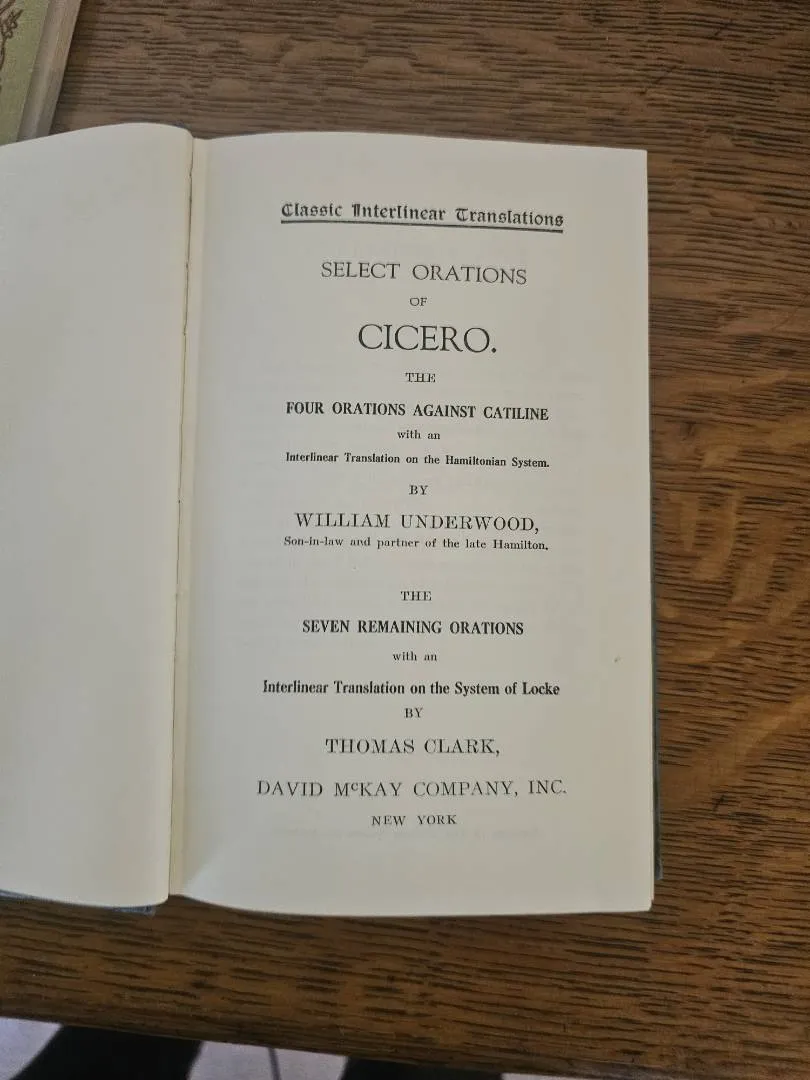 Classic Interlinear Translations
SELECT ORATIONS
OF
CICERO.
THE
FOUR ORATIONS AGAINST CATILINE
with an
Interlinear Translation on the Hamiltonian System.
BY
WILLIAM UNDERWOOD,
Son-in-law and partner of the late Hamilton.
THE
SEVEN REMAINING ORATIONS
with an
Interlinear Translation on the System of Locke
BY
THOMAS CLARK,
DAVID McKAY COMPANY, INC.
NEW YORK